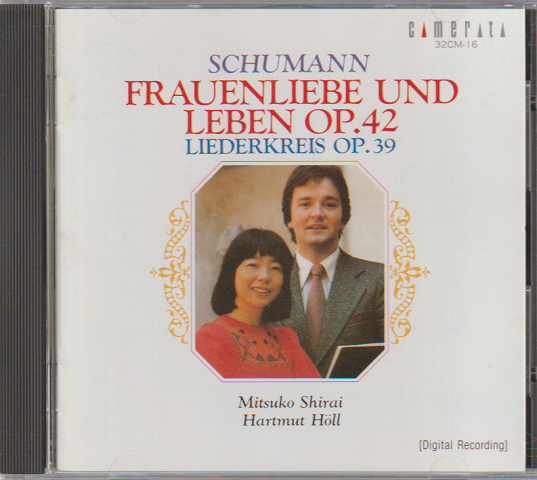 camerata
32CM-16
SCHUMANN
FRAUENLIEBE UND
LEBEN OP.42
LIEDERKREIS OP.39
Mitsuko Shirai
Hartmut Höll
[Digital Recording]